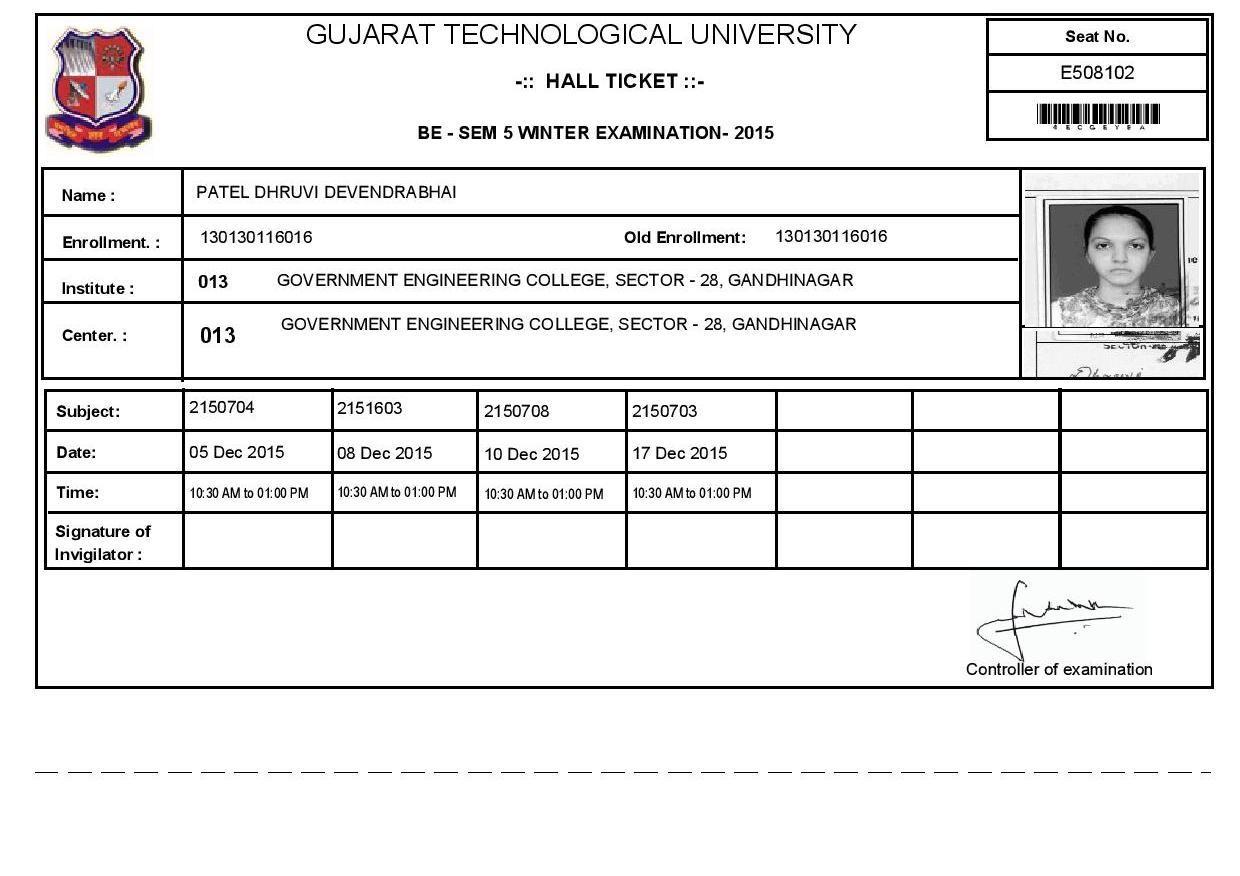 GUJARAT TECHNOLOGICAL UNIVERSITY
-:: HALL TICKET ::-
BE - SEM 5 WINTER EXAMINATION- 2015
Seat No.
E508102
Name : PATEL DHRUVI DEVENDRABHAI
Enrollment. : 130130116016 Old Enrollment: 130130116016
Institute : 013 GOVERNMENT ENGINEERING COLLEGE, SECTOR - 28, GANDHINAGAR
Center. : 013 GOVERNMENT ENGINEERING COLLEGE, SECTOR - 28, GANDHINAGAR
Subject: 2150704 2151603 2150708 2150703
Date: 05 Dec 2015 08 Dec 2015 10 Dec 2015 17 Dec 2015
Time: 10:30 AM to 01:00 PM 10:30 AM to 01:00 PM 10:30 AM to 01:00 PM 10:30 AM to 01:00 PM
Signature of
Invigilator :
Controller of examination